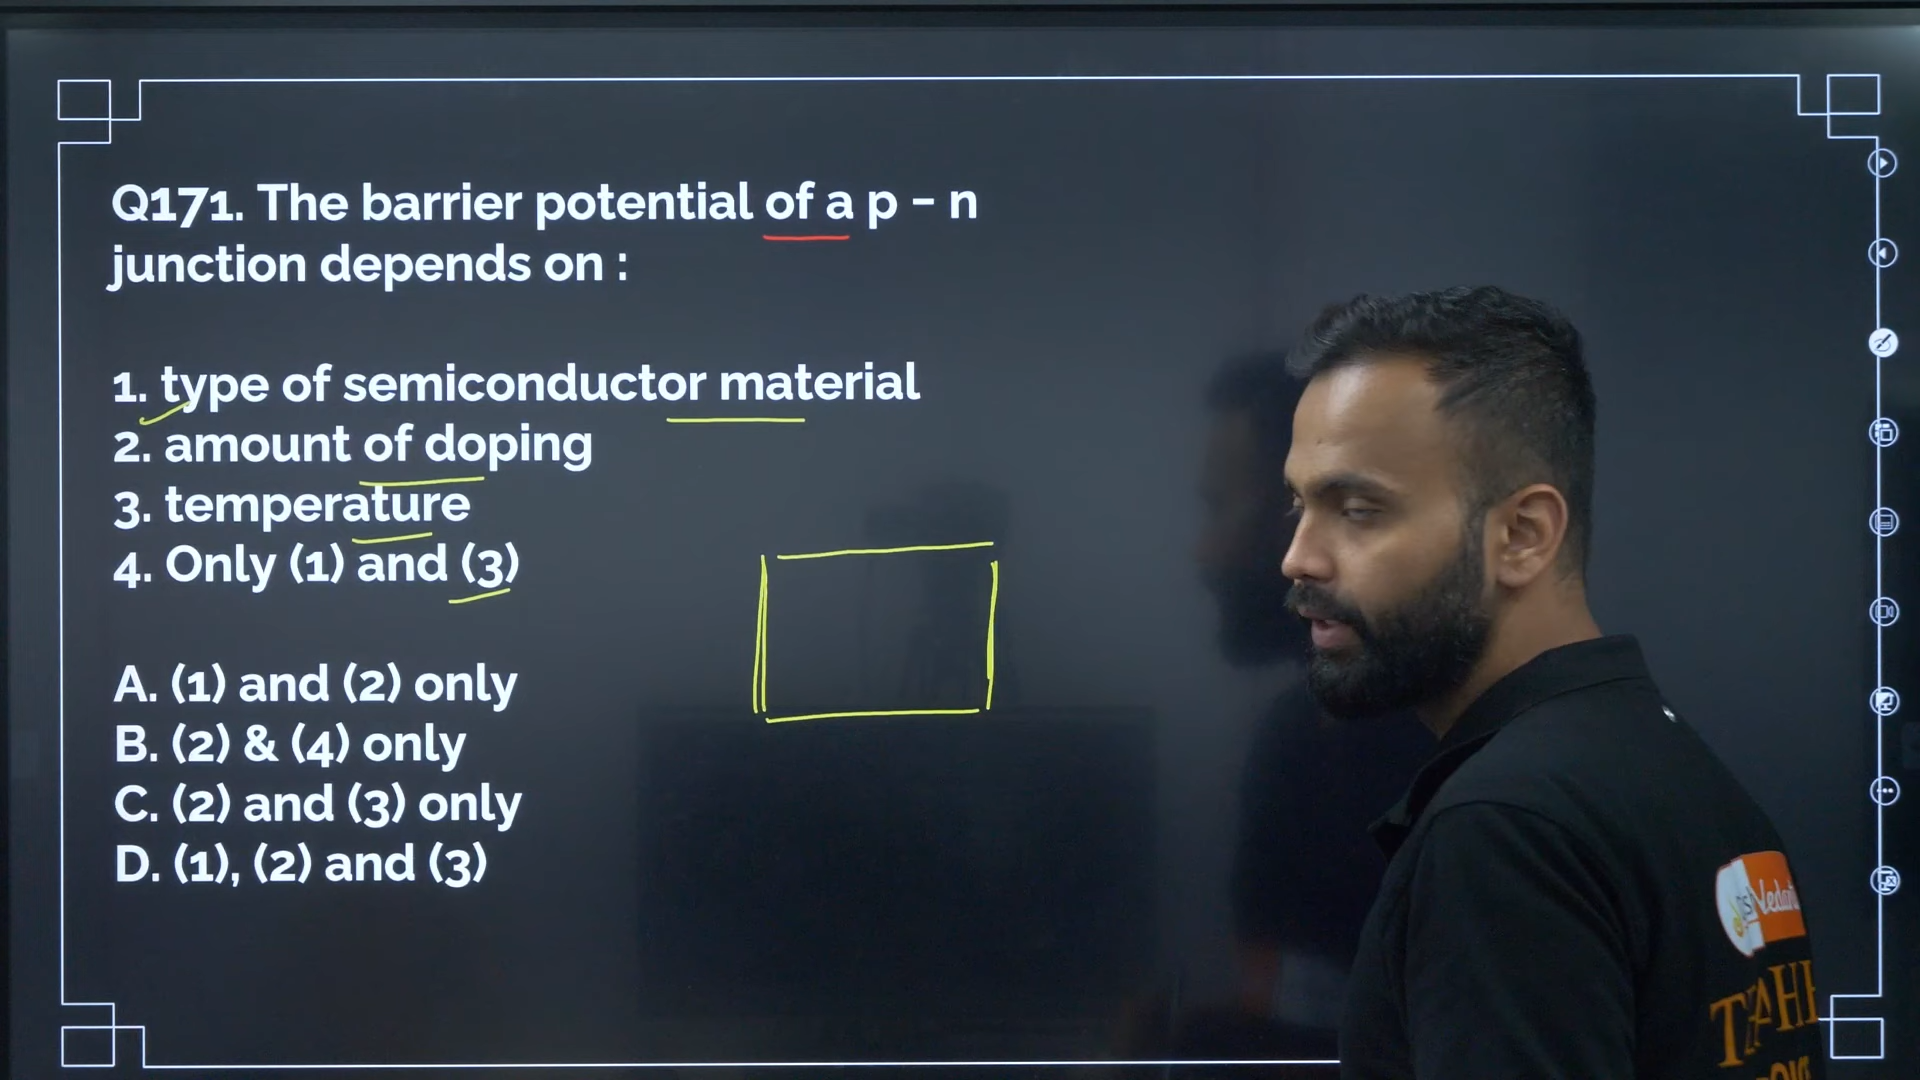 Q171. The barrier potential of a p – n
junction depends on :
1. type of semiconductor material
2. amount of doping
3. temperature
4. Only (1) and (3)
A. (1) and (2) only
B. (2) & (4) only
C. (2) and (3) only
D. (1), (2) and (3)